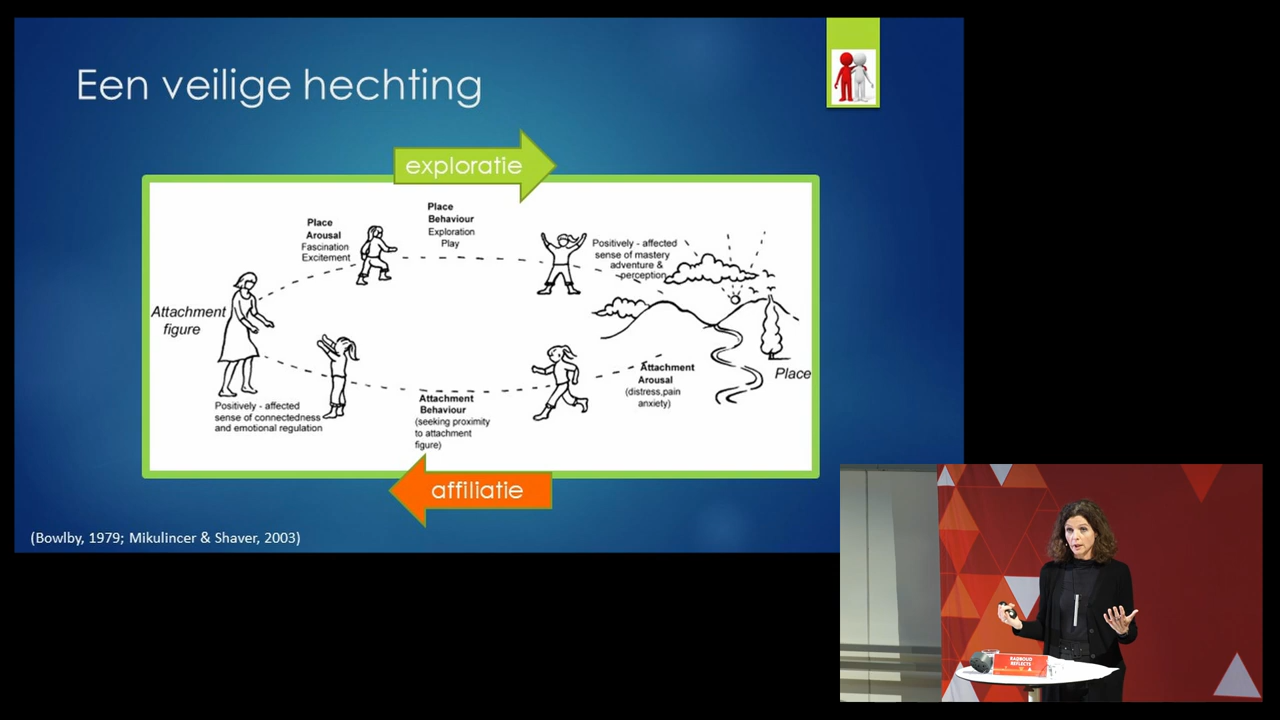 Een veilige hechting
exploratie
Place
Arousal
Fascination
Excitement
Place
Behaviour
Exploration
Play
Positively - affected
sense of mastery
adventure &
perception
Attachment
figure
Place
Attachment
Arousal
(distress,pain
anxiety)
Positively - affected
sense of connectedness
and emotional regulation
Attachment
Behaviour
(seeking proximity
to attachment
figure)
affiliatie
(Bowlby, 1979; Mikulincer & Shaver, 2003)
RADBOUD
REFLECTS